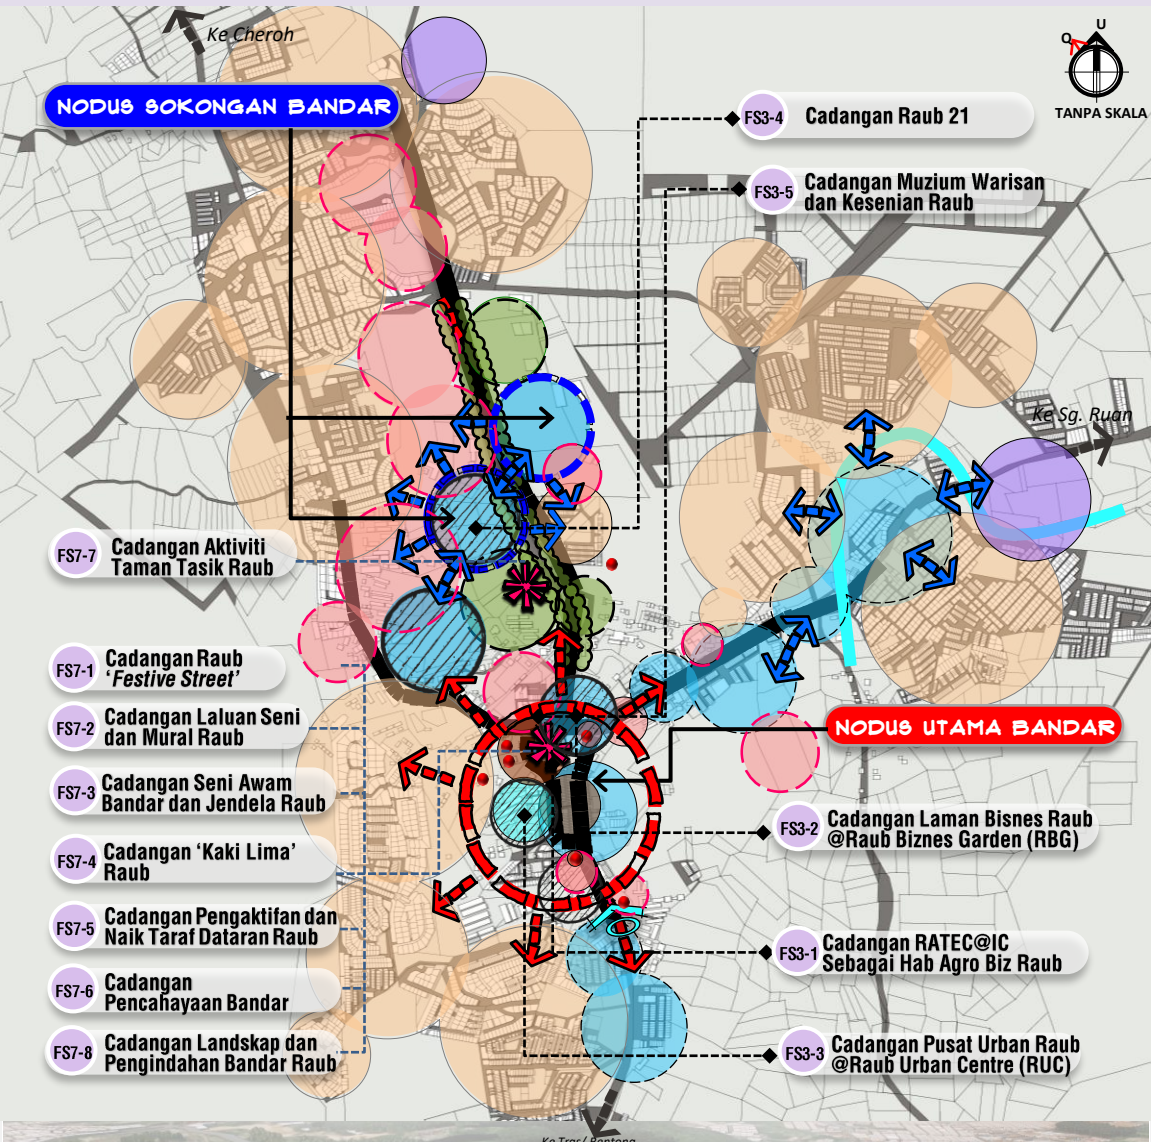 Ke Cheroh
U
Q
TANPA SKALA
NODUS SOKONGAN BANDAR
FS3-4 Cadangan Raub 21
FS3-5 Cadangan Muzium Warisan
dan Kesenian Raub
Ke Sg. Ruan
FS7-7 Cadangan Aktiviti
Taman Tasik Raub
FS7-1 Cadangan Raub
‘Festive Street’
FS7-2 Cadangan Laluan Seni
dan Mural Raub
FS7-3 Cadangan Seni Awam
Bandar dan Jendela Raub
FS7-4 Cadangan ‘Kaki Lima’
Raub
FS7-5 Cadangan Pengaktifan dan
Naik Taraf Dataran Raub
FS7-6 Cadangan
Pencahayaan Bandar
FS7-8 Cadangan Landskap dan
Pengindahan Bandar Raub
NODUS UTAMA BANDAR
FS3-2 Cadangan Laman Bisnes Raub
@Raub Biznes Garden (RBG)
FS3-1 Cadangan RATEC@IC
Sebagai Hab Agro Biz Raub
FS3-3 Cadangan Pusat Urban Raub
@Raub Urban Centre (RUC)
Ke Tras/ Bentong